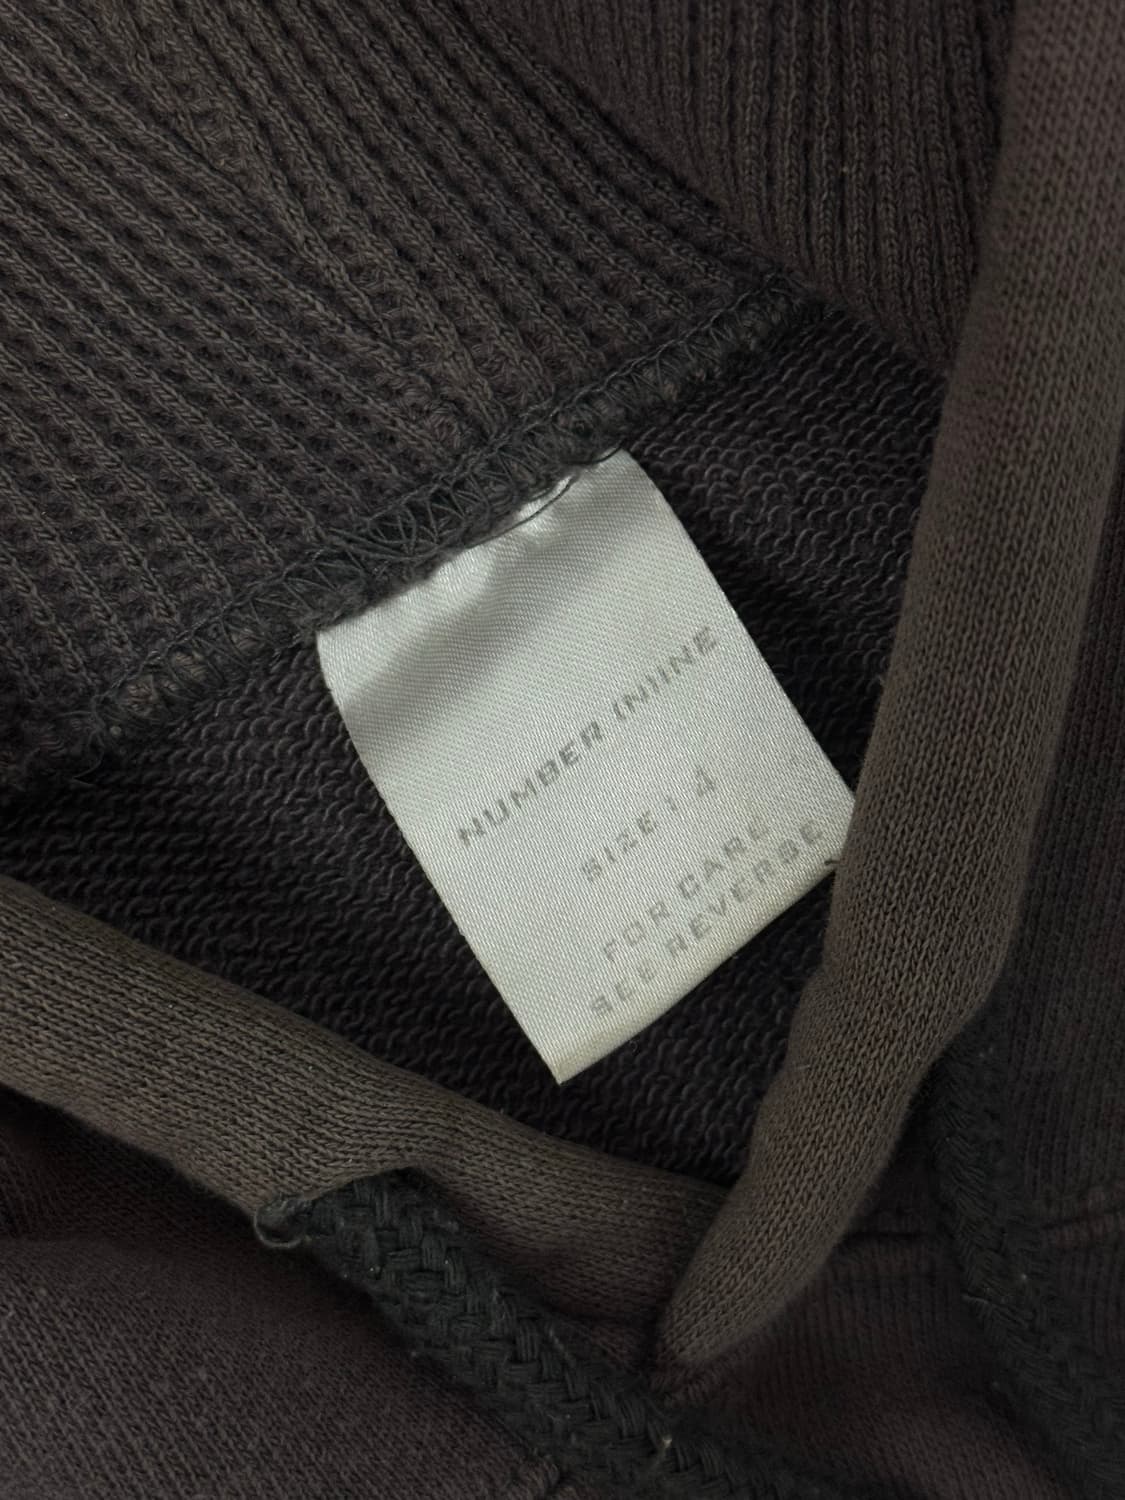 NUMBER (N)INE
SIZE : 4
FOR CARE
SEE REVERSE